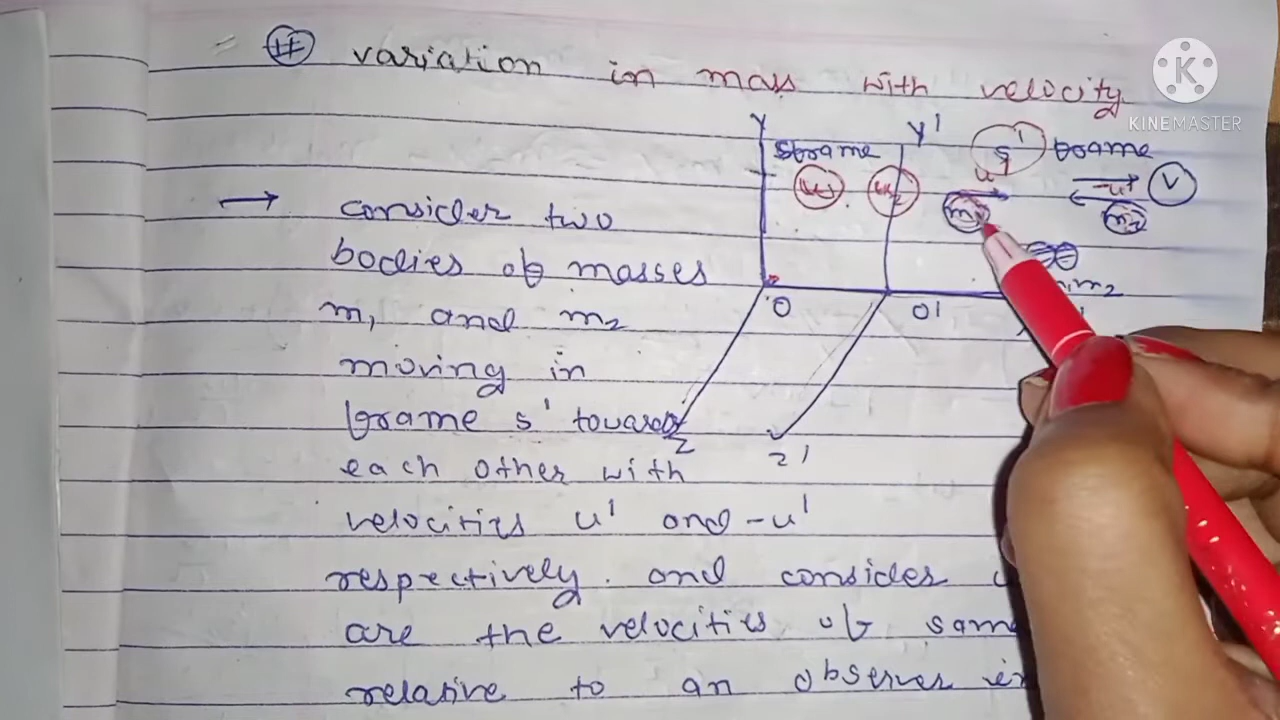 # variation in mass with velocity
Y Y'
S frame S' frame
u1 u2 u' -u' V
m1 m2
→ consider two
bodies of masses
m1 and m2
O O'
m2
moving in
frame s' towards
Z Z'
each other with
velocities u' and -u'
respectively. and consider
are the velocities of same
relative to an observer in
KINEMASTER